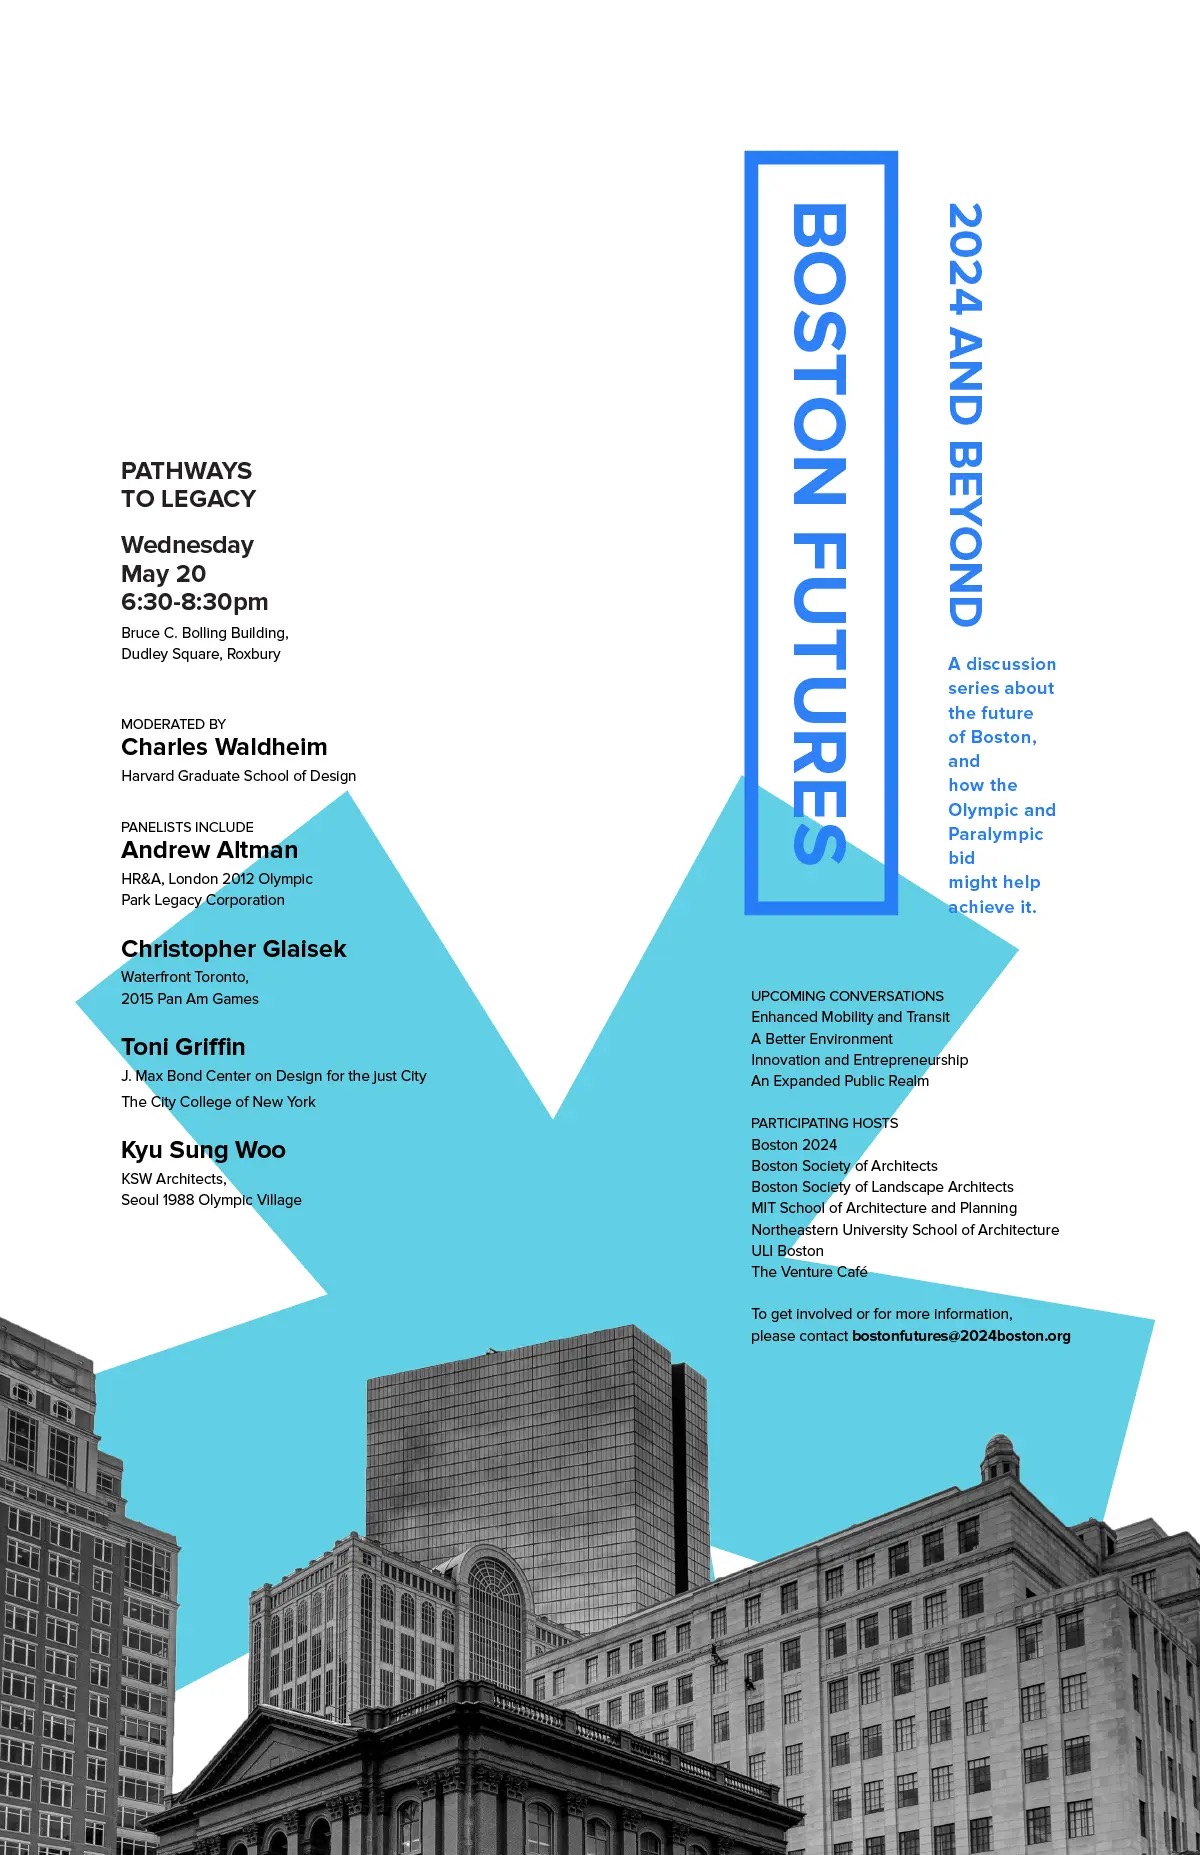 BOSTON FUTURES
2024 AND BEYOND
A discussion
series about
the future
of Boston,
and
how the
Olympic and
Paralympic
bid
might help
achieve it.
PATHWAYS
TO LEGACY
Wednesday
May 20
6:30-8:30pm
Bruce C. Bolling Building,
Dudley Square, Roxbury
MODERATED BY
Charles Waldheim
Harvard Graduate School of Design
PANELISTS INCLUDE
Andrew Altman
HR&A, London 2012 Olympic
Park Legacy Corporation
Christopher Glaisek
Waterfront Toronto,
2015 Pan Am Games
Toni Griffin
J. Max Bond Center on Design for the just City
The City College of New York
Kyu Sung Woo
KSW Architects,
Seoul 1988 Olympic Village
UPCOMING CONVERSATIONS
Enhanced Mobility and Transit
A Better Environment
Innovation and Entrepreneurship
An Expanded Public Realm
PARTICIPATING HOSTS
Boston 2024
Boston Society of Architects
Boston Society of Landscape Architects
MIT School of Architecture and Planning
Northeastern University School of Architecture
ULI Boston
The Venture Café
To get involved or for more information,
please contact bostonfutures@2024boston.org